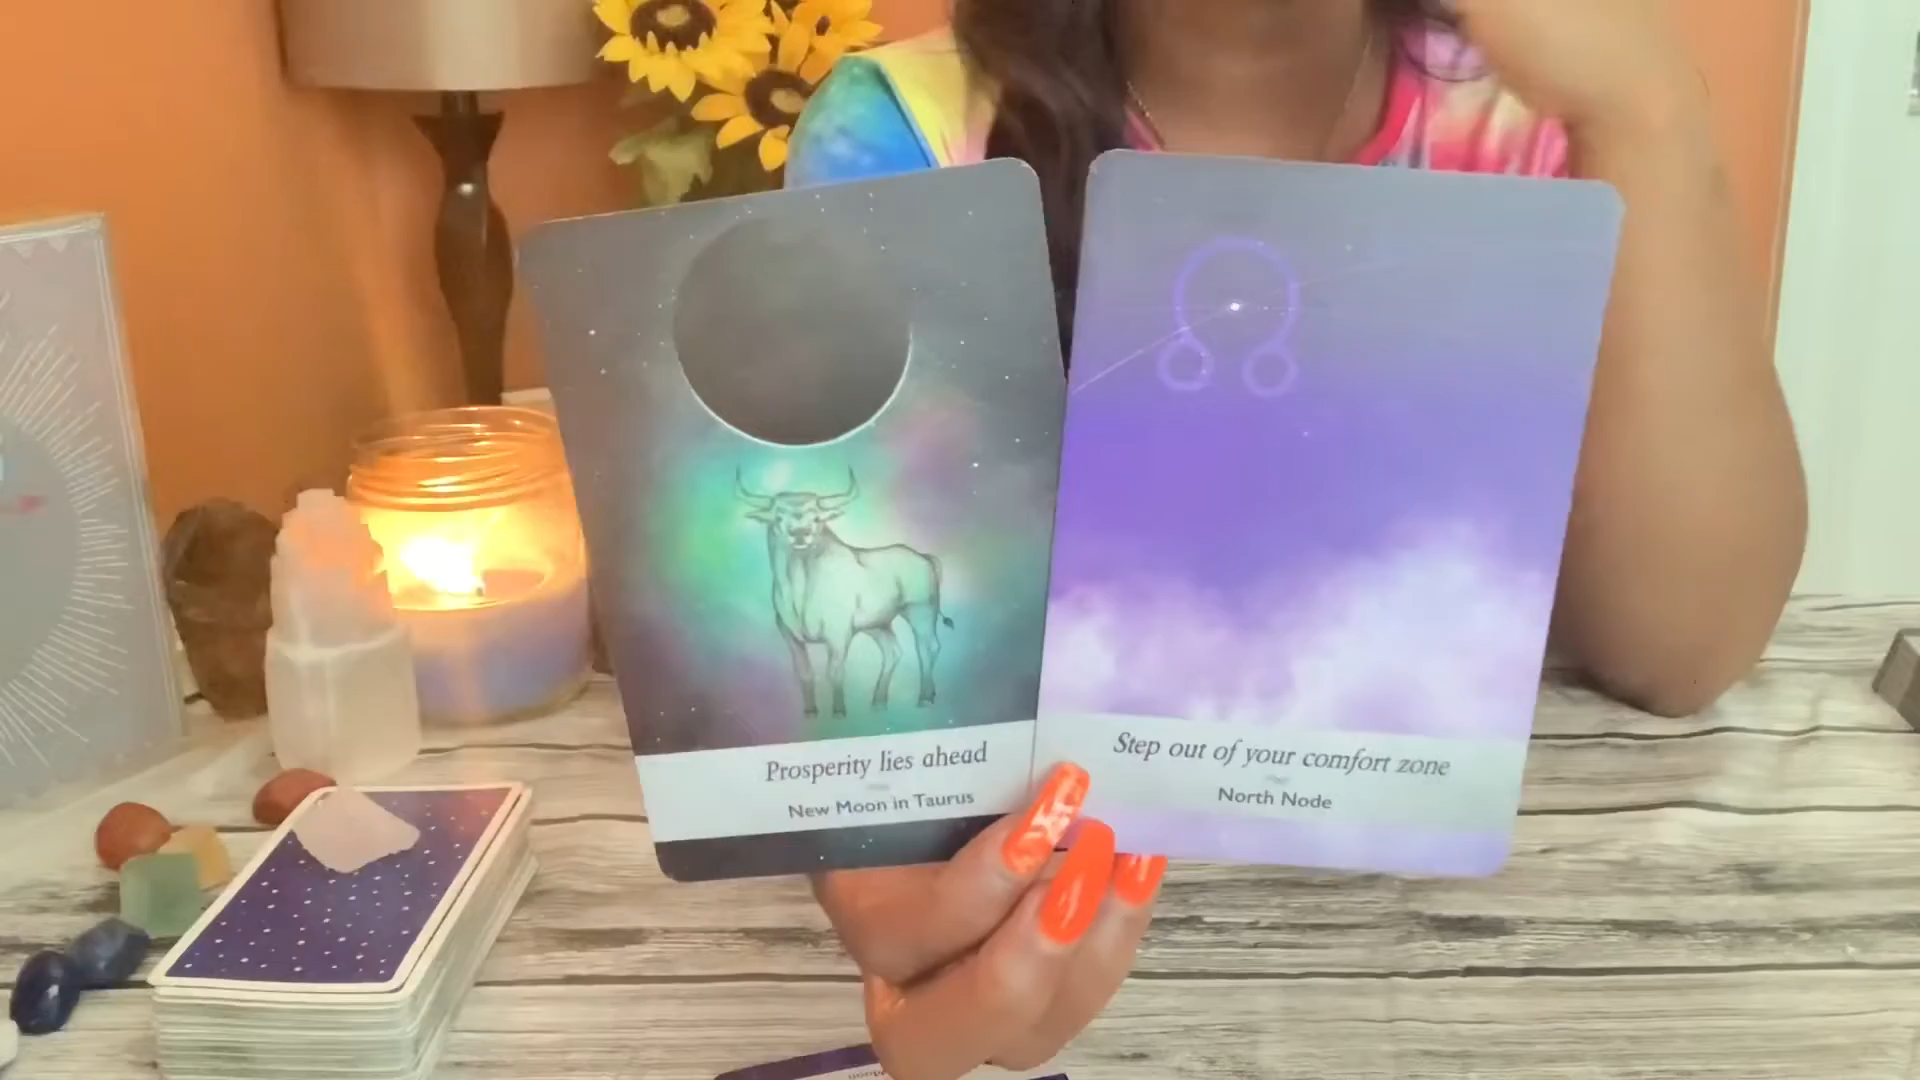 Prosperity lies ahead
New Moon in Taurus
Step out of your comfort zone
North Node